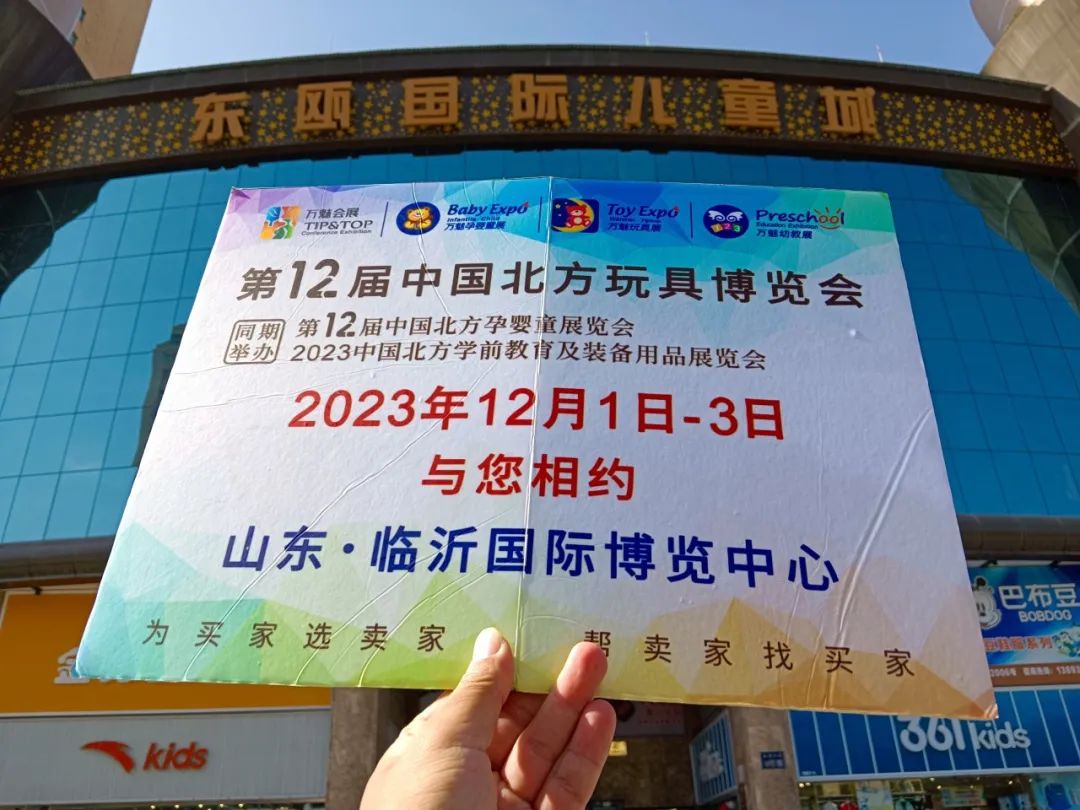 东瓯国际儿童城
万魅会展
TIP&TOP
Conference Exhibition
Baby Expo
Infantile Child
万魅孕婴童展
Toy Expo
万魅玩具展
Preschool
Education Exhibition
万魅幼教展
第12届中国北方玩具博览会
同期
举办
第12届中国北方孕婴童展览会
2023中国北方学前教育及装备用品展览会
2023年12月1日-3日
与您相约
山东·临沂国际博览中心
为买家选卖家 帮卖家找买家
巴布豆
BOBDOG
kids
361 kids